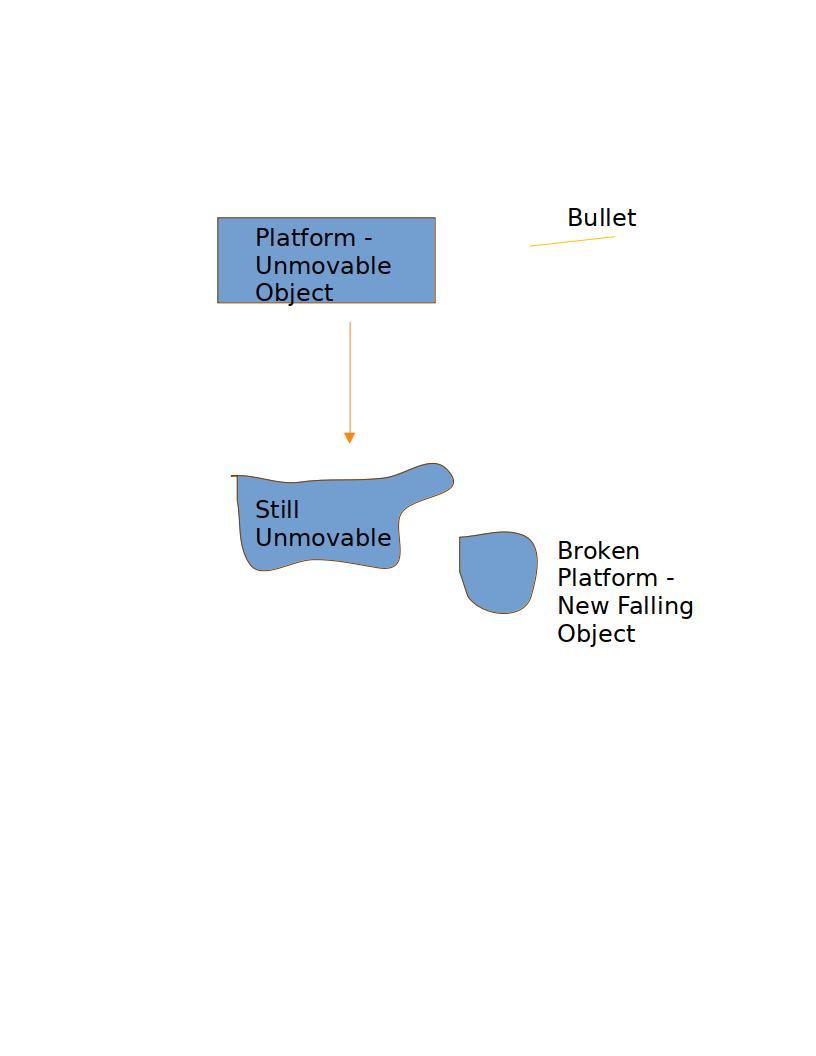 Bullet
Platform -
Unmovable
Object
Still
Unmovable
Broken
Platform -
New Falling
Object